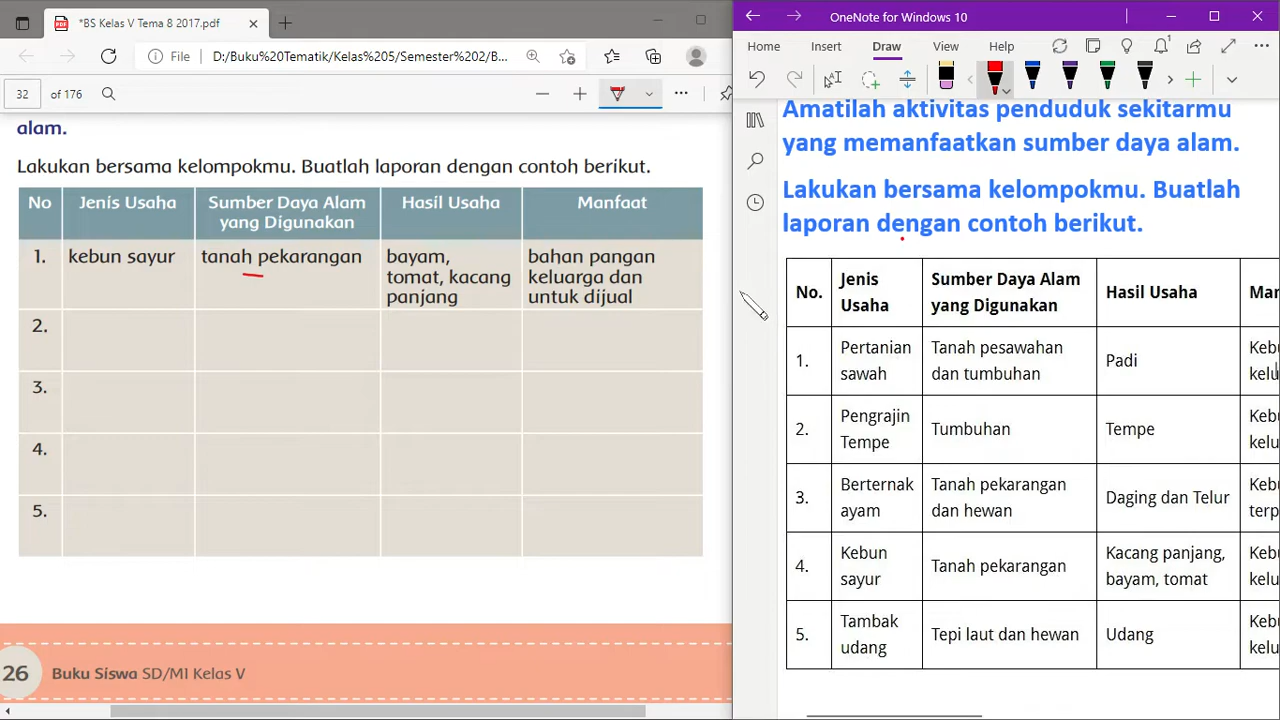 *BS Kelas V Tema 8 2017.pdf
File
D:/Buku%20Tematik/Kelas%205/Semester%202/B...
32
of 176
alam.
Lakukan bersama kelompokmu. Buatlah laporan dengan contoh berikut.
No
Jenis Usaha
Sumber Daya Alam
yang Digunakan
Hasil Usaha
Manfaat
1.
kebun sayur
tanah pekarangan
bayam,
tomat, kacang
panjang
bahan pangan
keluarga dan
untuk dijual
2.
3.
4.
5.
26
Buku Siswa SD/MI Kelas V
OneNote for Windows 10
Home
Insert
Draw
View
Help
Amatilah aktivitas penduduk sekitarmu
yang memanfaatkan sumber daya alam.
Lakukan bersama kelompokmu. Buatlah
laporan dengan contoh berikut.
No.
Jenis
Usaha
Sumber Daya Alam
yang Digunakan
Hasil Usaha
1.
Pertanian
sawah
Tanah pesawahan
dan tumbuhan
Padi
2.
Pengrajin
Tempe
Tumbuhan
Tempe
3.
Berternak
ayam
Tanah pekarangan
dan hewan
Daging dan Telur
4.
Kebun
sayur
Tanah pekarangan
Kacang panjang,
bayam, tomat
5.
Tambak
udang
Tepi laut dan hewan
Udang